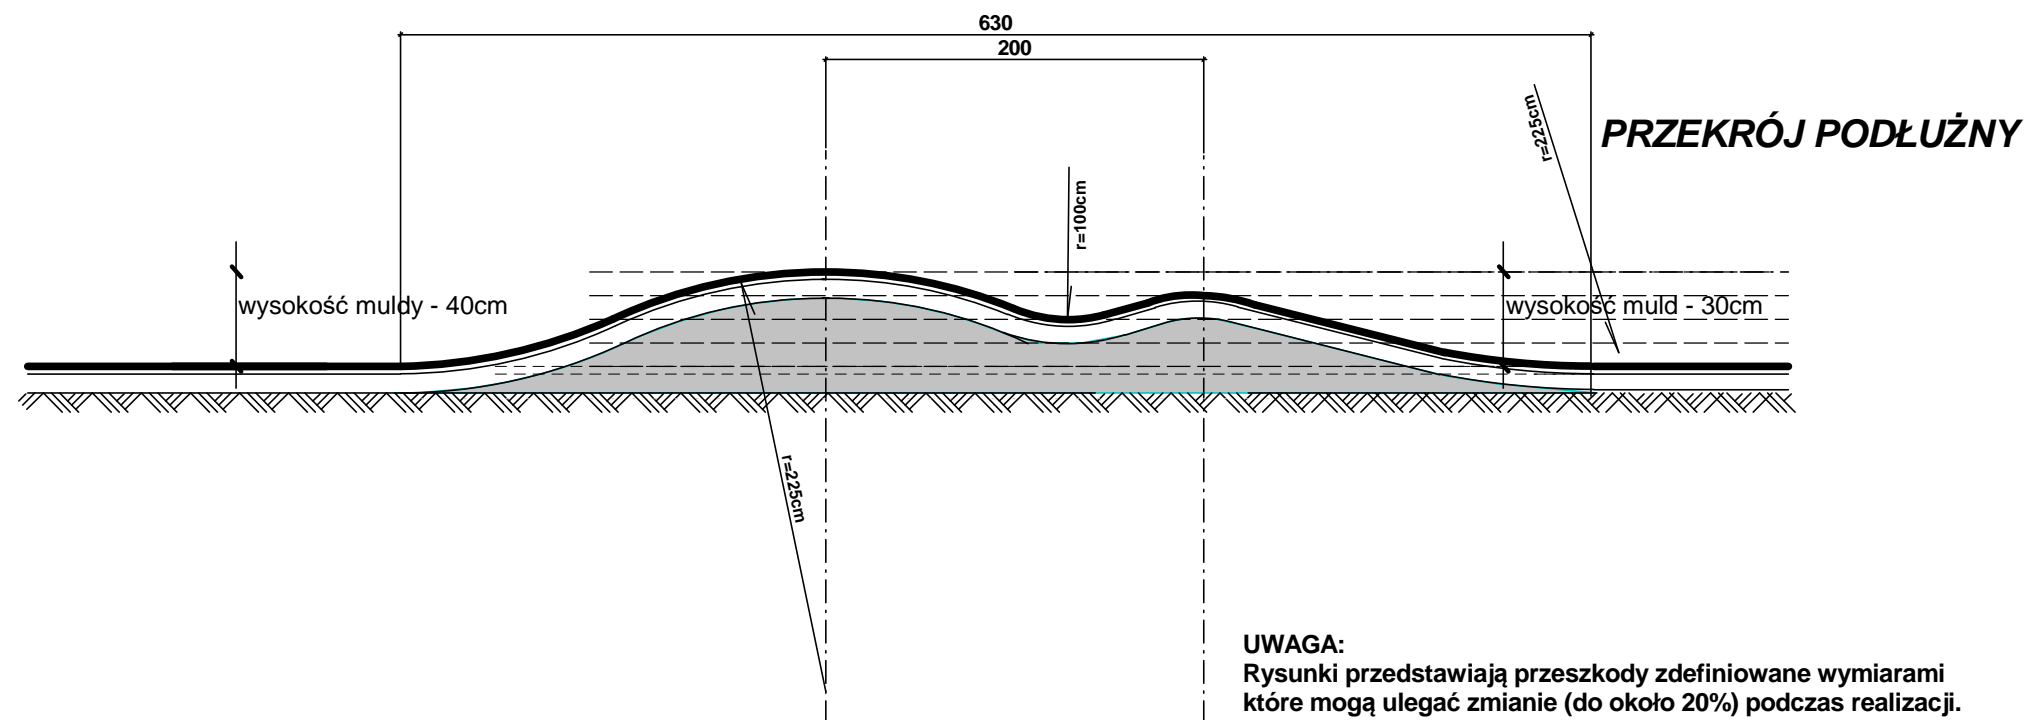 630
200
PRZEKRÓJ PODŁUŻNY
r=225cm
r=100cm
wysokość muldy - 40cm
wysokość muld - 30cm
r=225cm
UWAGA:
Rysunki przedstawiają przeszkody zdefiniowane wymiarami
które mogą ulegać zmianie (do około 20%) podczas realizacji.